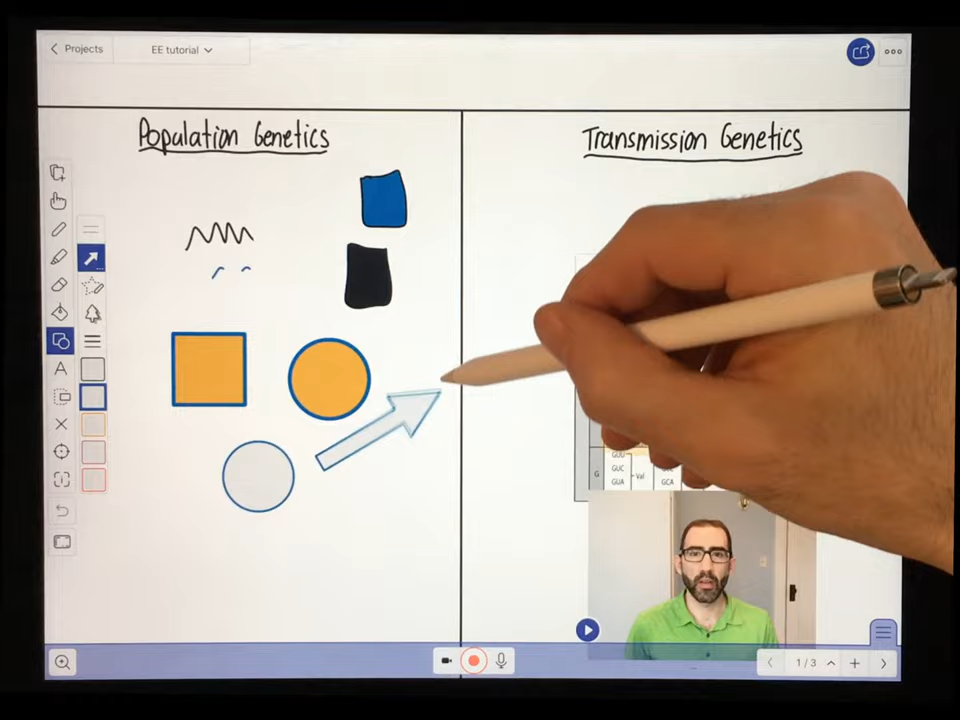 Projects
EE tutorial
Population Genetics
Transmission Genetics
A
GUU
GUC
GUA
G
Val
GCA
1/3